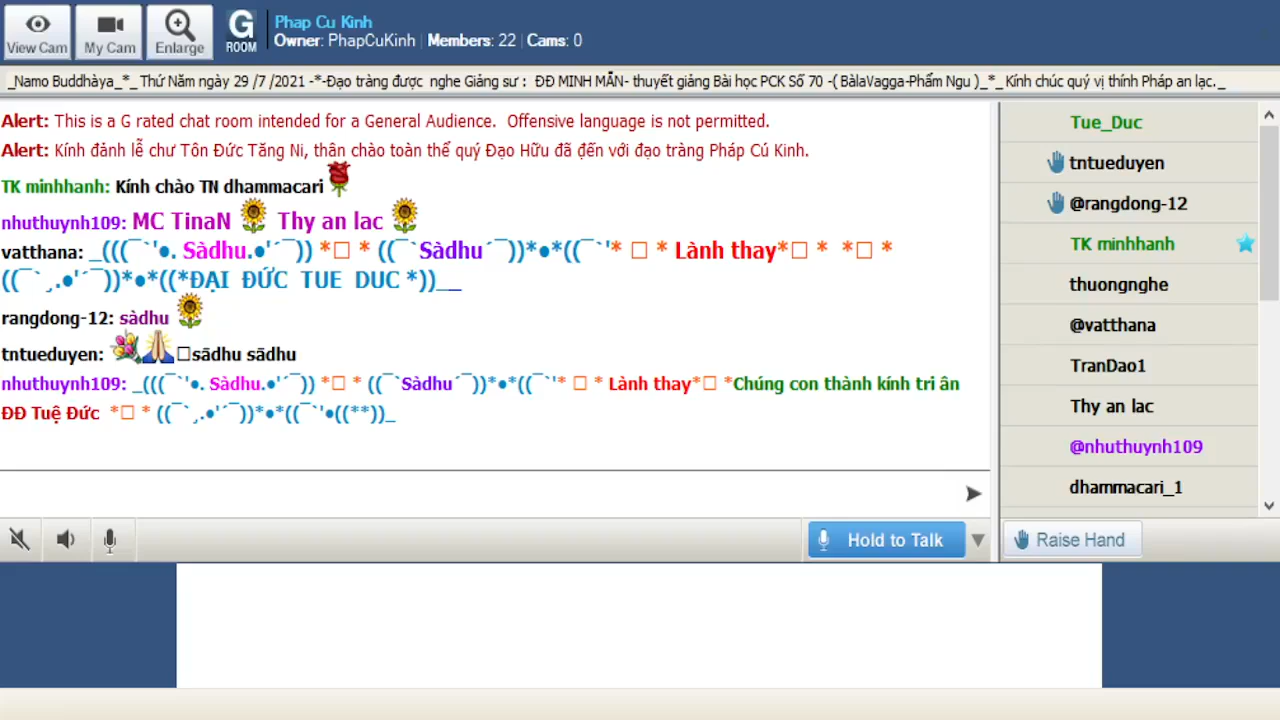 View Cam
My Cam
Enlarge
G
ROOM
Phap Cu Kinh
Owner: PhapCuKinh | Members: 22 | Cams: 0
_Namo Buddhàya_*_ Thứ Năm ngày 29 /7 /2021 -*-Đạo tràng được nghe Giảng sư : ĐĐ MINH MẪN- thuyết giảng Bài học PCK Số 70 -( BàlaVagga-Phẩm Ngu )_*_ Kính chúc quý vị thính Pháp an lạc._
Alert: This is a G rated chat room intended for a General Audience. Offensive language is not permitted.
Alert: Kính đảnh lễ chư Tôn Đức Tăng Ni, thân chào toàn thể quý Đạo Hữu đã đến với đạo tràng Pháp Cú Kinh.
TK minhhanh: Kính chào TN dhammacari
nhuthuynh109: MC TinaN Thy an lac
vatthana: _(((¯`'●. Sàdhu.●'´¯)) *□ * ((¯`Sàdhu´¯))*●*((¯`'* □ * Lành thay*□ * *□ *
((¯`¸.●'´¯))*●*((*ĐẠI ĐỨC TUE DUC *))__
rangdong-12: sàdhu
tntueduyen: □sādhu sādhu
nhuthuynh109: _(((¯`'●. Sàdhu.●'´¯)) *□ * ((¯`Sàdhu´¯))*●*((¯`'* □ * Lành thay*□ *Chúng con thành kính tri ân
ĐĐ Tuệ Đức *□ * ((¯`¸.●'´¯))*●*((¯`'●((**))_
Hold to Talk
Tue_Duc
tntueduyen
@rangdong-12
TK minhhanh
thuongnghe
@vatthana
TranDao1
Thy an lac
@nhuthuynh109
dhammacari_1
Raise Hand